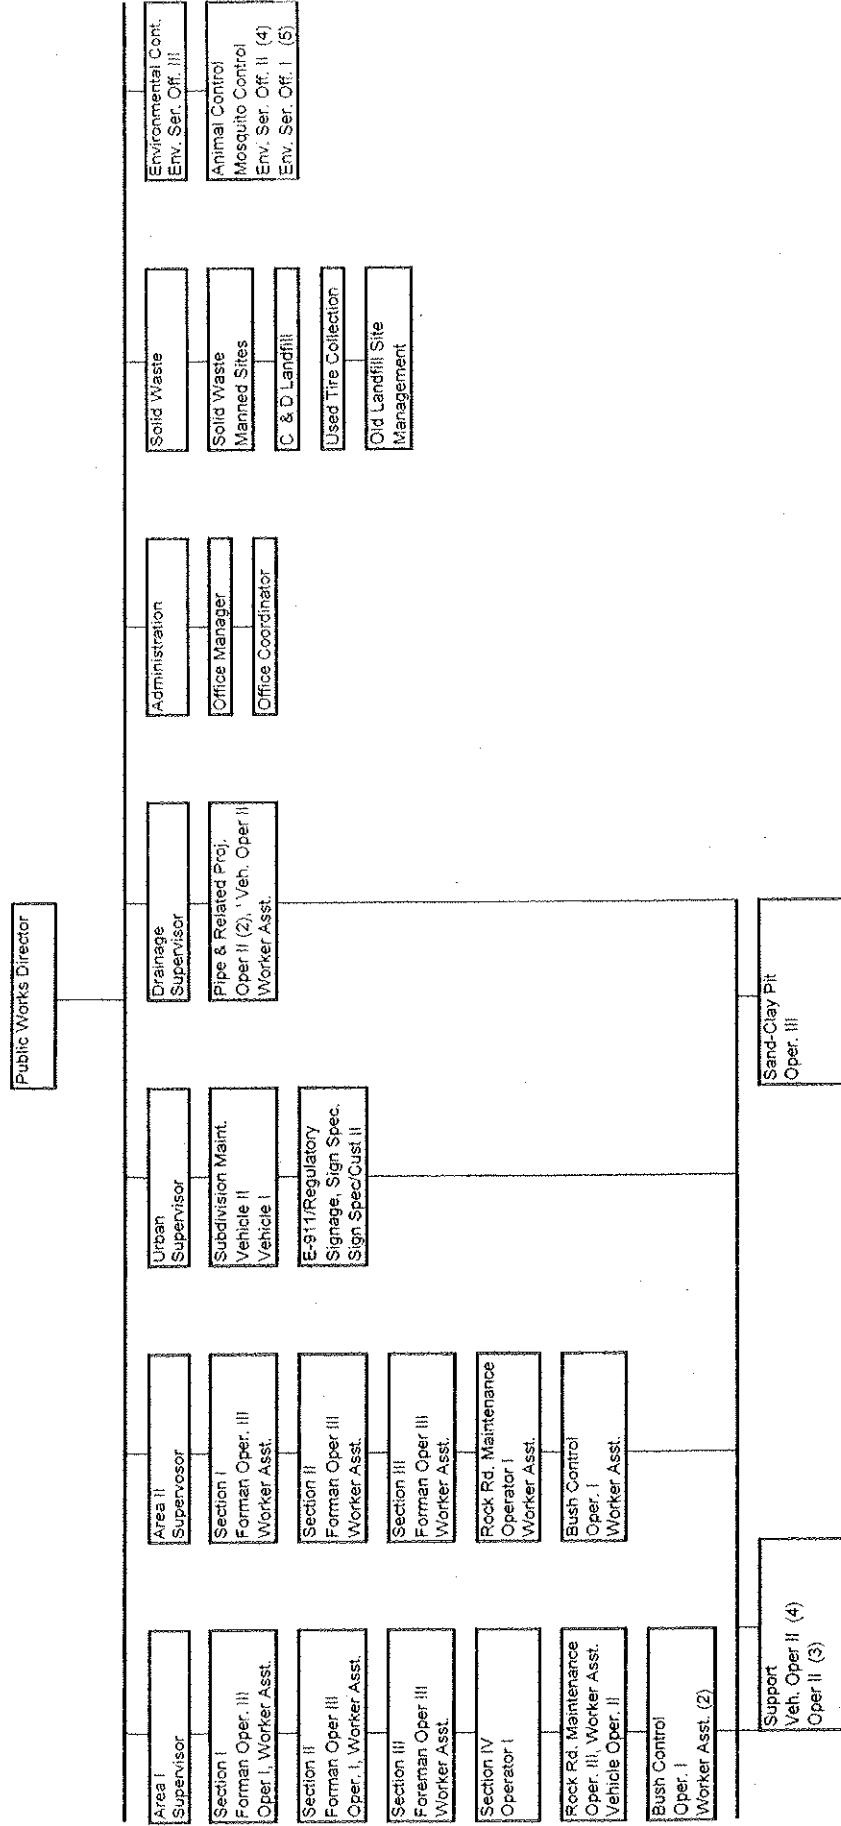 Public Works Director
Area I
Supervisor
Section I
Forman Oper. III
Oper I, Worker Asst.
Section II
Forman Oper III
Oper. I, Worker Asst.
Section III
Foreman Oper III
Worker Asst.
Section IV
Operator I
Rock Rd. Maintenance
Oper. III, Worker Asst.
Vehicle Oper. II
Bush Control
Oper. I
Worker Asst. (2)
Area II
Supervosor
Section I
Forman Oper. III
Worker Asst.
Section II
Forman Oper III
Worker Asst.
Section III
Forman Oper III
Worker Asst.
Rock Rd. Maintenance
Operator I
Worker Asst.
Bush Control
Oper. I
Worker Asst.
Urban
Supervisor
Subdivision Maint.
Vehicle II
Vehicle I
E-911/Regulatory
Signage, Sign Spec.
Sign Spec/Cust II
Drainage
Supervisor
Pipe & Related Proj.
Oper II (2), Veh. Oper II
Worker Asst.
Administration
Office Manager
Office Coordinator
Solid Waste
Solid Waste
Manned Sites
C & D Landfill
Used Tire Collection
Old Landfill Site
Management
Environmental Cont.
Env. Ser. Off. III
Animal Control
Mosquito Control
Env. Ser. Off. II (4)
Env. Ser. Off. I (5)
Support
Veh. Oper II (4)
Oper II (3)
Sand-Clay Pit
Oper. III